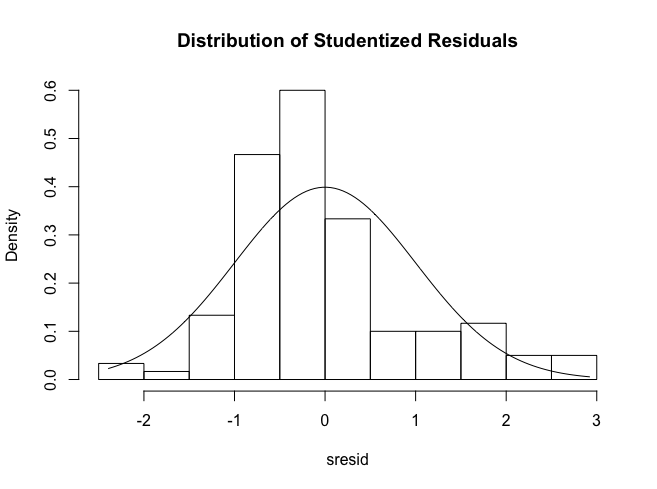 Distribution of Studentized Residuals
Density
0.0 0.1 0.2 0.3 0.4 0.5 0.6
-2 -1 0 1 2 3
sresid